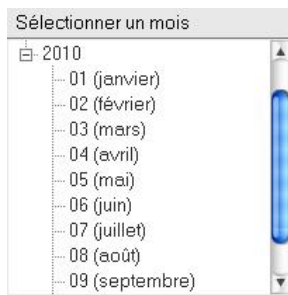 Sélectionner un mois
2010
01 (janvier)
02 (février)
03 (mars)
04 (avril)
05 (mai)
06 (juin)
07 (juillet)
08 (août)
09 (septembre)